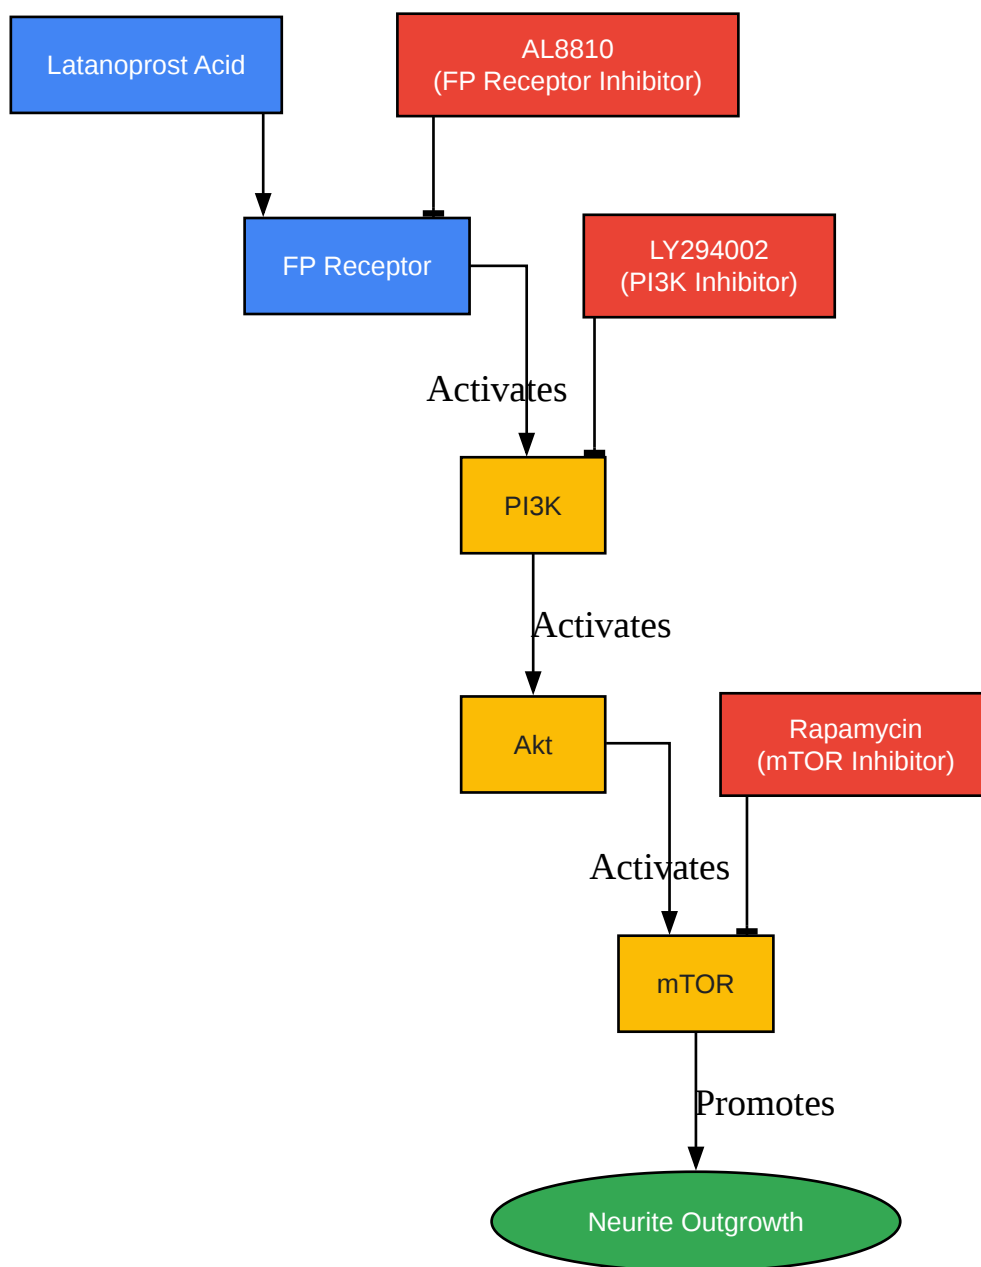 Latanoprost Acid
AL8810
(FP Receptor Inhibitor)
FP Receptor
LY294002
(PI3K Inhibitor)
Activates
PI3K
Activates
Akt
Rapamycin
(mTOR Inhibitor)
Activates
mTOR
Promotes
Neurite Outgrowth